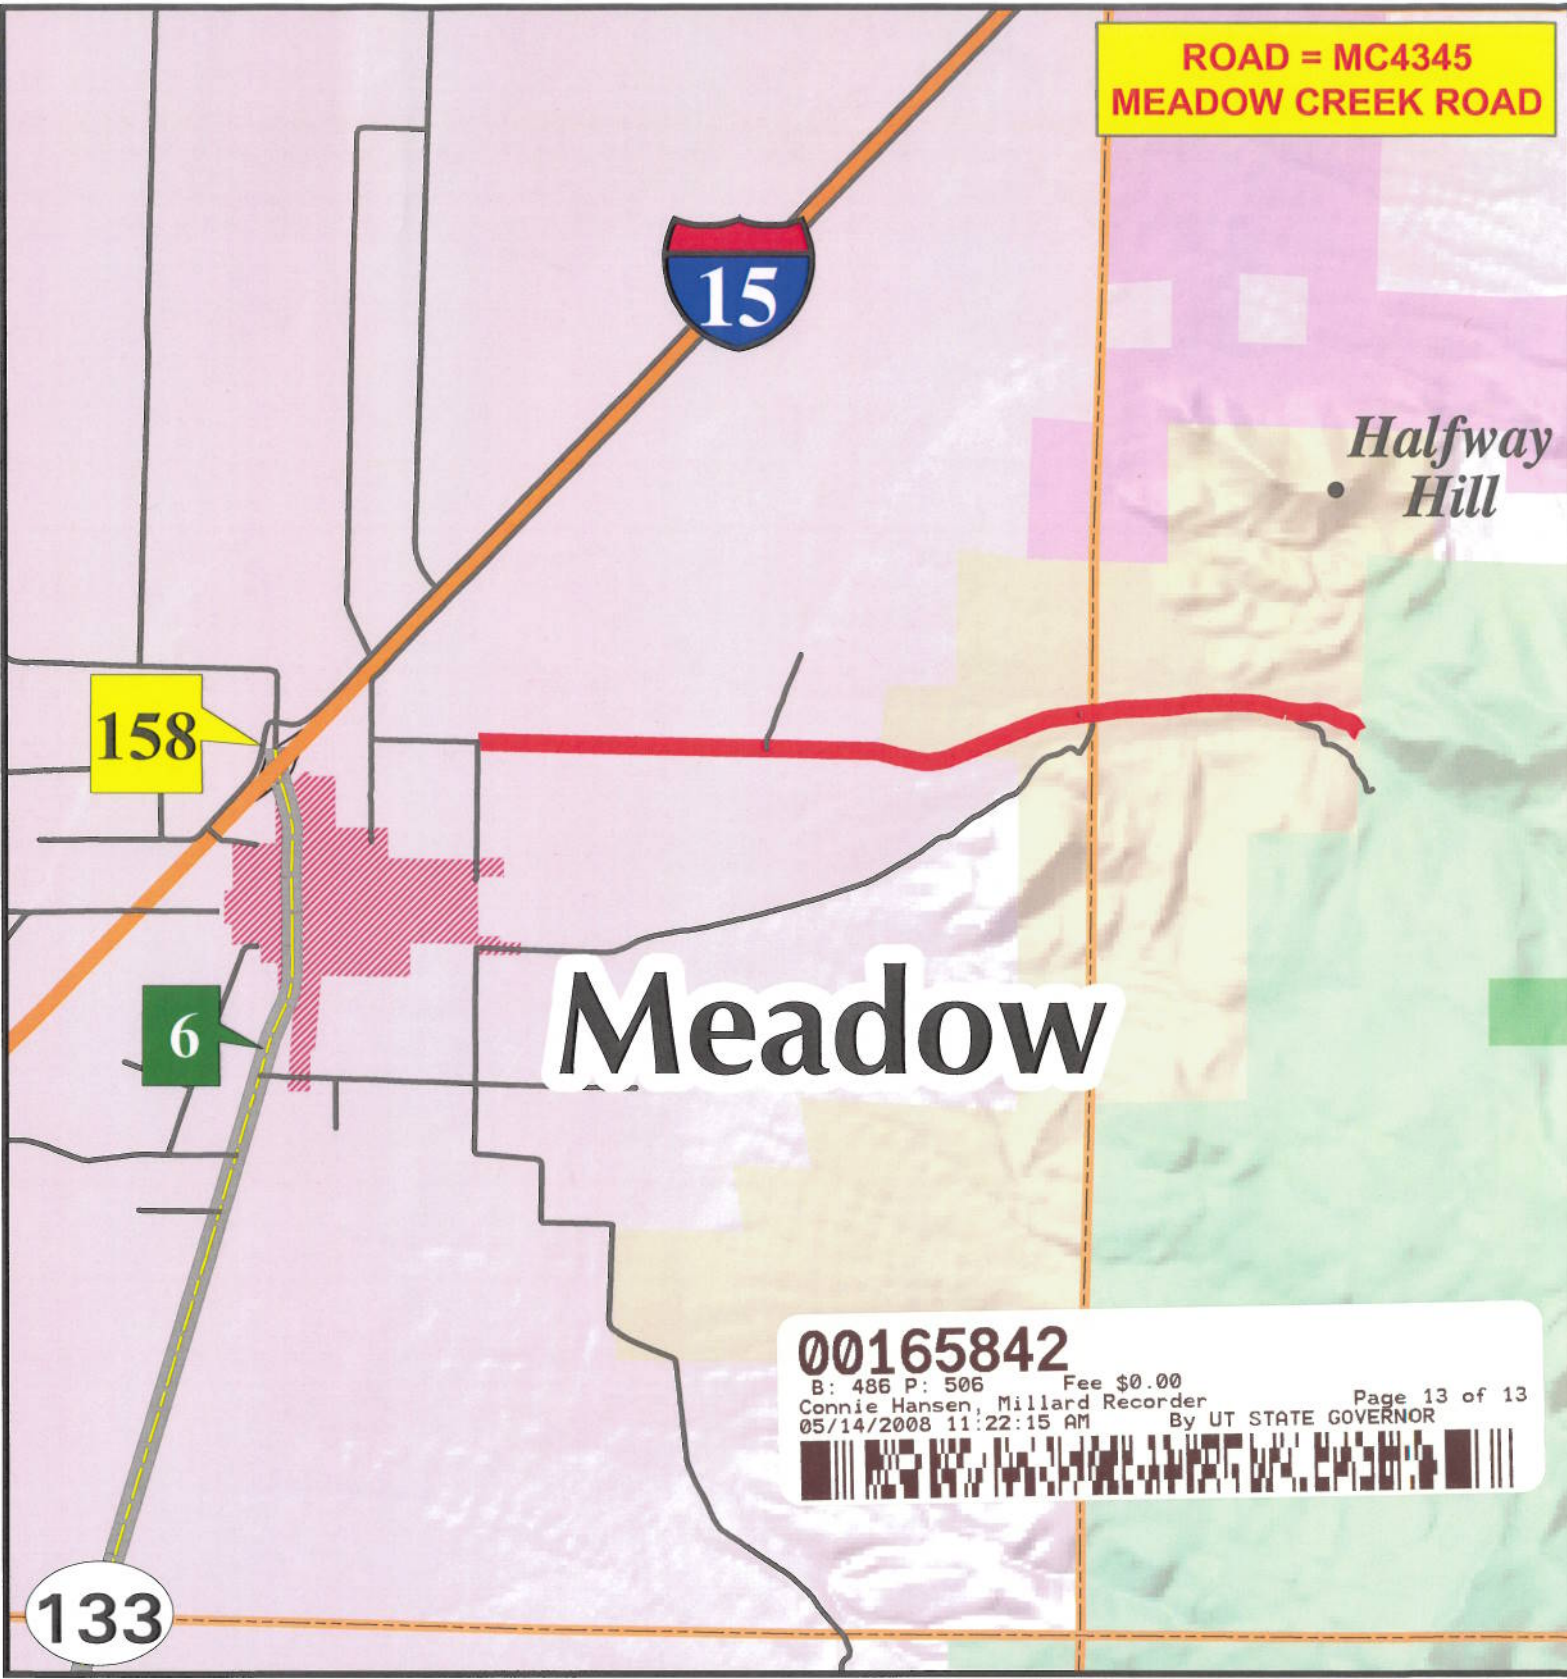 ROAD = MC4345
MEADOW CREEK ROAD
15
Halfway
Hill
158
6
Meadow
00165842
B: 486 P: 506 Fee $0.00
Connie Hansen, Millard Recorder Page 13 of 13
05/14/2008 11:22:15 AM By UT STATE GOVERNOR
133